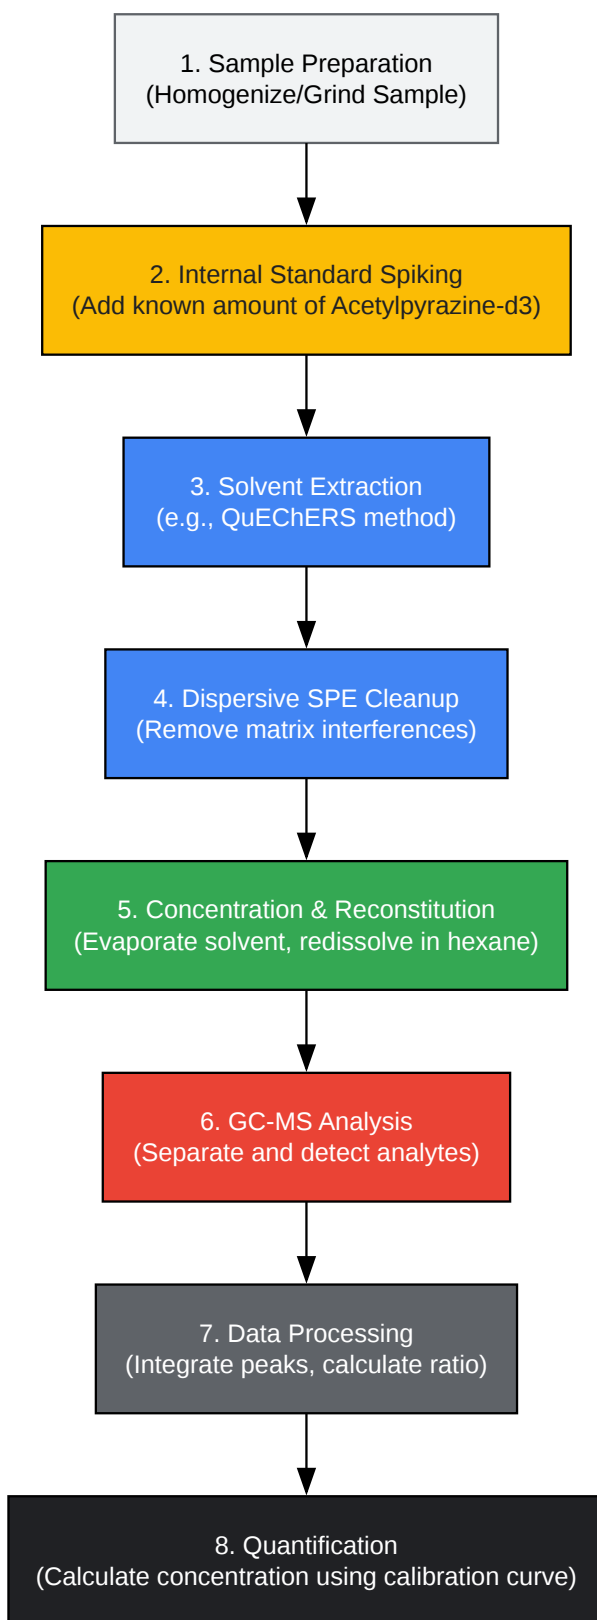 1. Sample Preparation
(Homogenize/Grind Sample)
2. Internal Standard Spiking
(Add known amount of Acetylpyrazine-d3)
3. Solvent Extraction
(e.g., QuEChERS method)
4. Dispersive SPE Cleanup
(Remove matrix interferences)
5. Concentration & Reconstitution
(Evaporate solvent, redissolve in hexane)
6. GC-MS Analysis
(Separate and detect analytes)
7. Data Processing
(Integrate peaks, calculate ratio)
8. Quantification
(Calculate concentration using calibration curve)